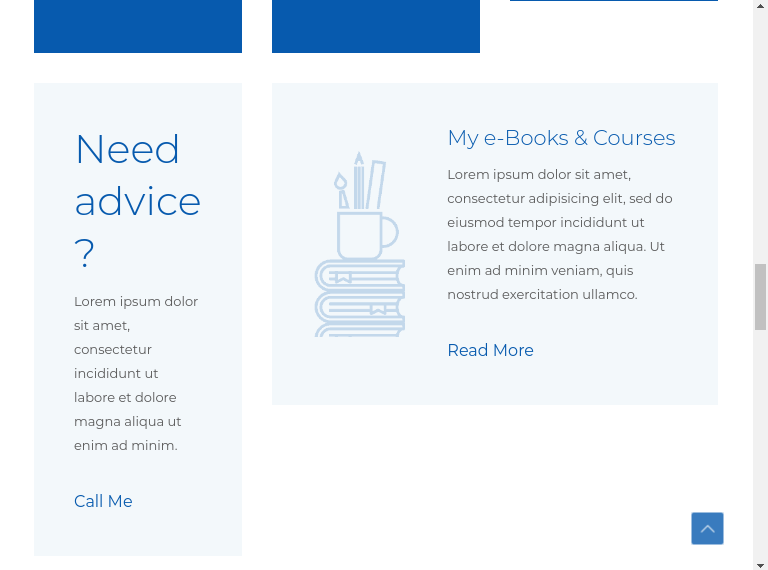 Need
advice
?
Lorem ipsum dolor
sit amet,
consectetur
incididunt ut
labore et dolore
magna aliqua ut
enim ad minim.
Call Me
My e-Books & Courses
Lorem ipsum dolor sit amet,
consectetur adipisicing elit, sed do
eiusmod tempor incididunt ut
labore et dolore magna aliqua. Ut
enim ad minim veniam, quis
nostrud exercitation ullamco.
Read More